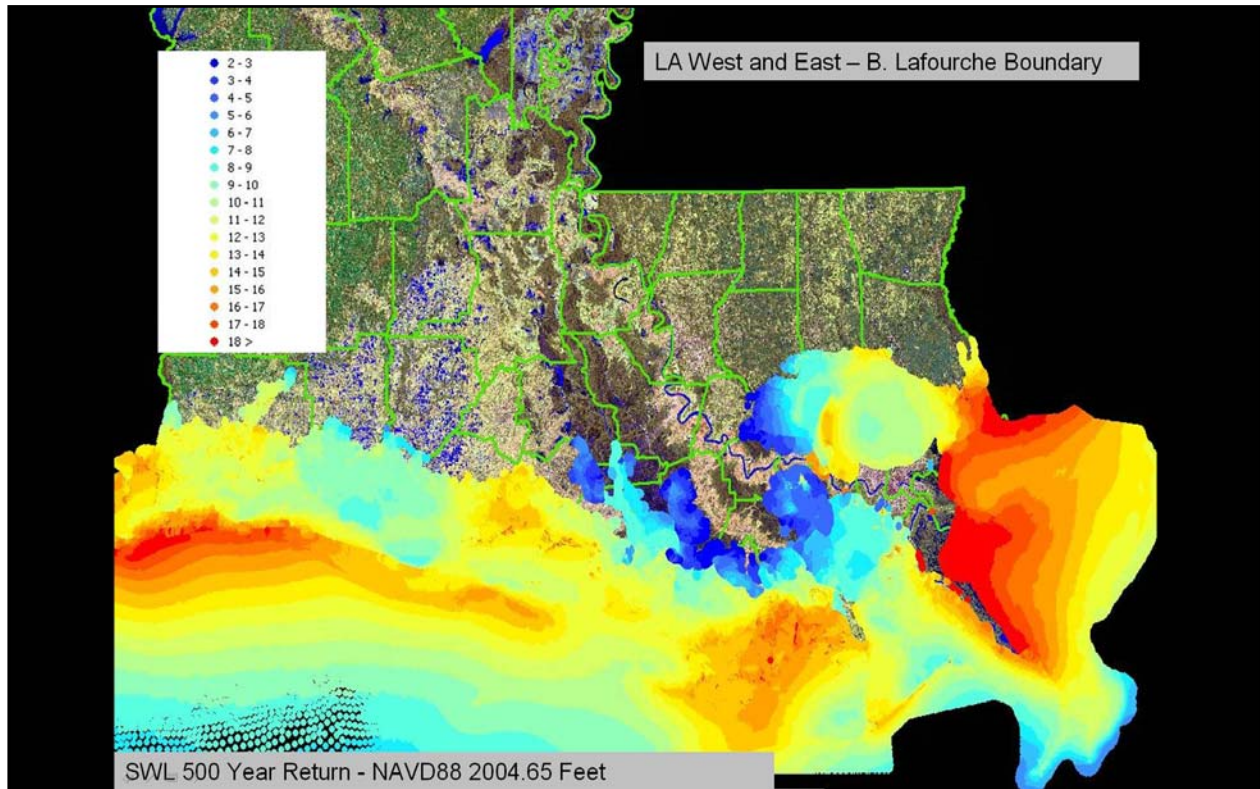 LA West and East – B. Lafourche Boundary
2 - 3
3 - 4
4 - 5
5 - 6
6 - 7
7 - 8
8 - 9
9 - 10
10 - 11
11 - 12
12 - 13
13 - 14
14 - 15
15 - 16
16 - 17
17 - 18
18 >
SWL 500 Year Return - NAVD88 2004.65 Feet